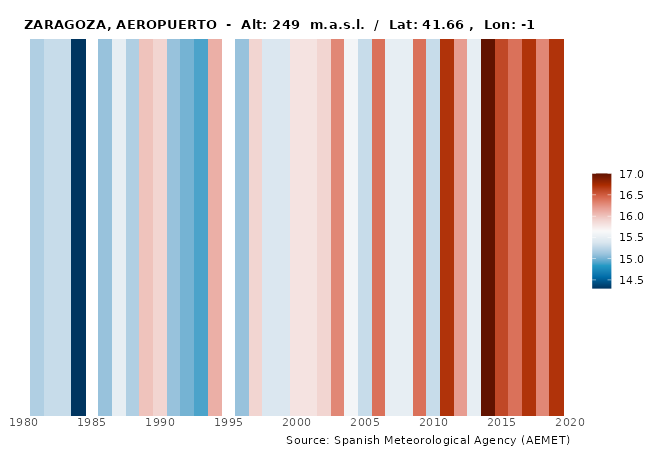 ZARAGOZA, AEROPUERTO - Alt: 249 m.a.s.l. / Lat: 41.66 , Lon: -1
17.0
16.5
16.0
15.5
15.0
14.5
1980 1985 1990 1995 2000 2005 2010 2015 2020
Source: Spanish Meteorological Agency (AEMET)